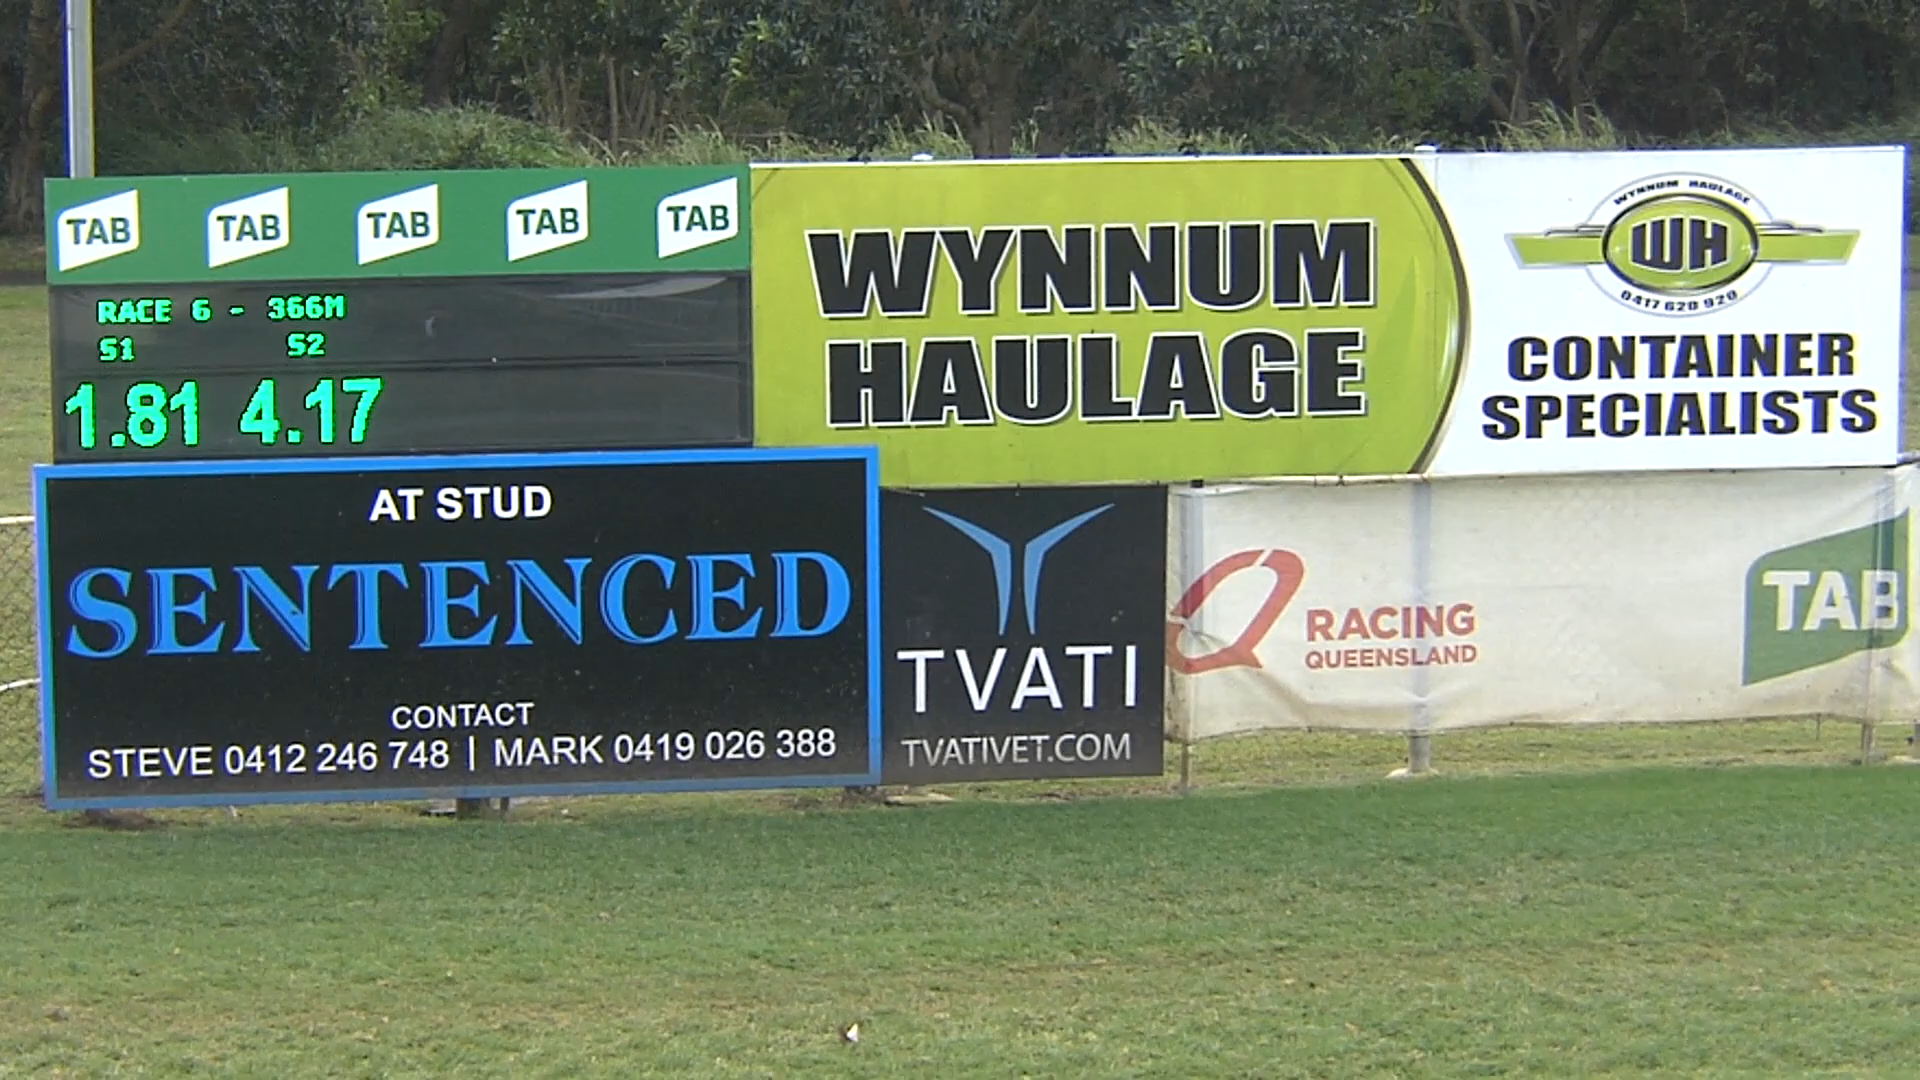 TAB TAB TAB TAB TAB
RACE 6 - 366M
S1 S2
1.81 4.17
WYNNUM
HAULAGE
WYNNUM HAULAGE
WH
0417 620 920
CONTAINER
SPECIALISTS
AT STUD
SENTENCED
CONTACT
STEVE 0412 246 748 | MARK 0419 026 388
TVATI
TVATIVET.COM
RACING
QUEENSLAND
TAB